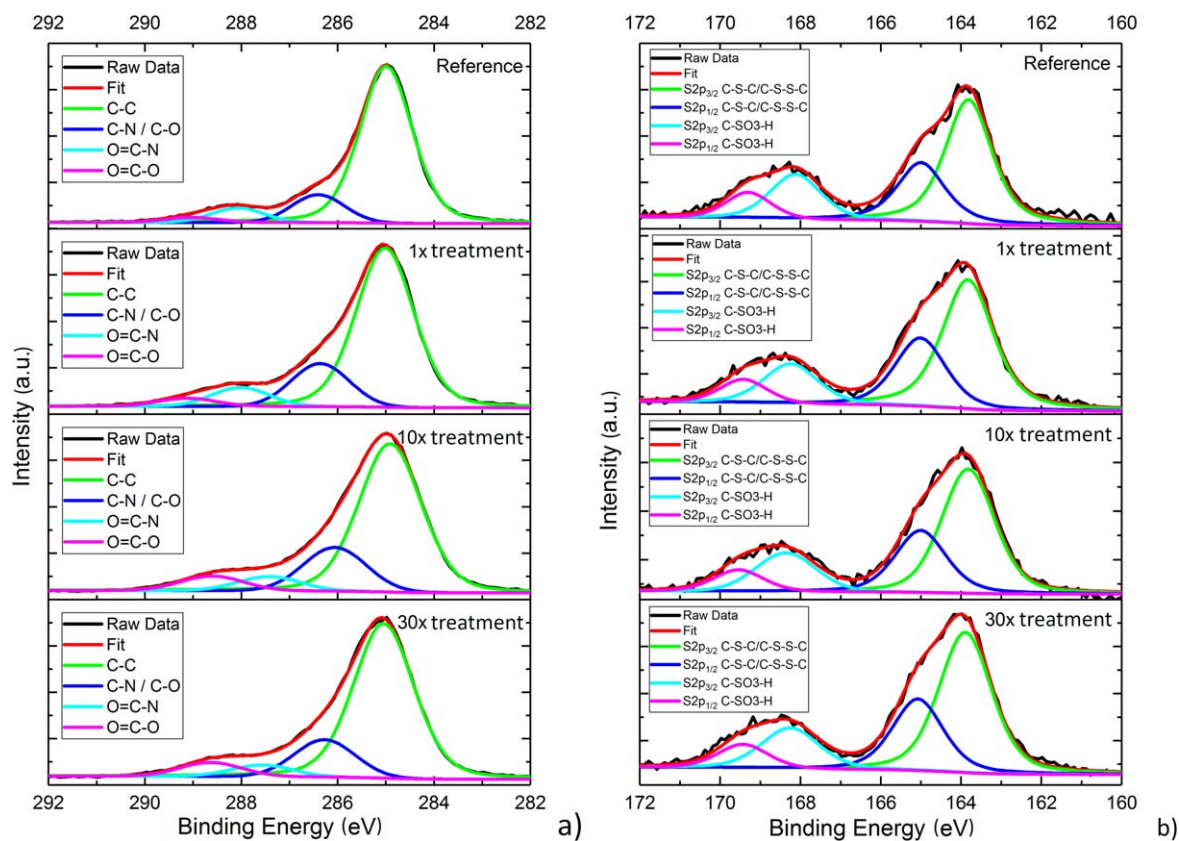 292 290 288 286 284 282
Reference
Raw Data
Fit
C-C
C-N / C-O
O=C-N
O=C-O
1x treatment
Raw Data
Fit
C-C
C-N / C-O
O=C-N
O=C-O
10x treatment
Raw Data
Fit
C-C
C-N / C-O
O=C-N
O=C-O
30x treatment
Raw Data
Fit
C-C
C-N / C-O
O=C-N
O=C-O
Intensity (a.u.)
292 290 288 286 284 282
Binding Energy (eV)
a)
172 170 168 166 164 162 160
Reference
Raw Data
Fit
S2p3/2 C-S-C/C-S-S-C
S2p1/2 C-S-C/C-S-S-C
S2p3/2 C-SO3-H
S2p1/2 C-SO3-H
1x treatment
Raw Data
Fit
S2p3/2 C-S-C/C-S-S-C
S2p1/2 C-S-C/C-S-S-C
S2p3/2 C-SO3-H
S2p1/2 C-SO3-H
10x treatment
Raw Data
Fit
S2p3/2 C-S-C/C-S-S-C
S2p1/2 C-S-C/C-S-S-C
S2p3/2 C-SO3-H
S2p1/2 C-SO3-H
30x treatment
Raw Data
Fit
S2p3/2 C-S-C/C-S-S-C
S2p1/2 C-S-C/C-S-S-C
S2p3/2 C-SO3-H
S2p1/2 C-SO3-H
Intensity (a.u.)
172 170 168 166 164 162 160
Binding Energy (eV)
b)